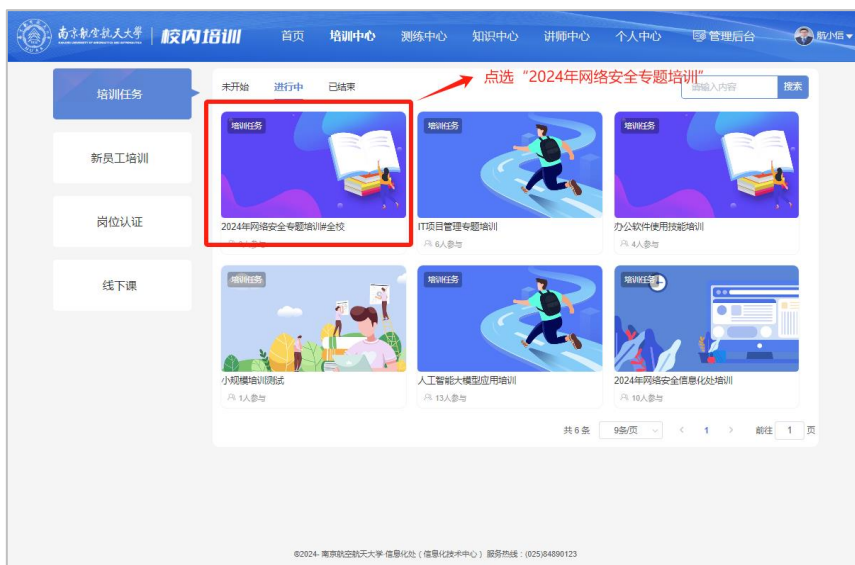 南京航空航天大学 校内培训 首页 培训中心 测练中心 知识中心 讲师中心 个人中心 管理后台 航小信
培训任务
新员工培训
岗位认证
线下课
未开始 进行中 已结束
点选“2024年网络安全专题培训”
请输入内容 搜索
培训任务 培训任务 培训任务
2024年网络安全专题培训#全校 IT项目管理专题培训 办公软件使用技能培训
人参与 6人参与 4人参与
培训任务 培训任务 培训任务
小规模培训测试 人工智能大模型应用培训 2024年网络安全信息化处培训
1人参与 13人参与 10人参与
共 6 条 9条/页 < 1 > 前往 1 页
©2024- 南京航空航天大学·信息化处（信息化技术中心） 服务热线：(025)84890123